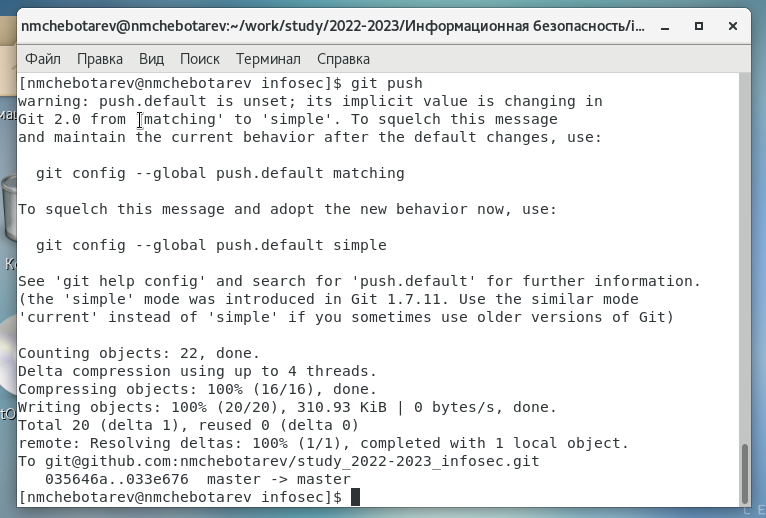 nmchebotarev@nmchebotarev:~/work/study/2022-2023/Информационная безопасность/i...
Файл Правка Вид Поиск Терминал Справка
[nmchebotarev@nmchebotarev infosec]$ git push
warning: push.default is unset; its implicit value is changing in
Git 2.0 from 'matching' to 'simple'. To squelch this message
and maintain the current behavior after the default changes, use:
git config --global push.default matching
To squelch this message and adopt the new behavior now, use:
git config --global push.default simple
See 'git help config' and search for 'push.default' for further information.
(the 'simple' mode was introduced in Git 1.7.11. Use the similar mode
'current' instead of 'simple' if you sometimes use older versions of Git)
Counting objects: 22, done.
Delta compression using up to 4 threads.
Compressing objects: 100% (16/16), done.
Writing objects: 100% (20/20), 310.93 KiB | 0 bytes/s, done.
Total 20 (delta 1), reused 0 (delta 0)
remote: Resolving deltas: 100% (1/1), completed with 1 local object.
To git@github.com:nmchebotarev/study_2022-2023_infosec.git
035646a..033e676 master -> master
[nmchebotarev@nmchebotarev infosec]$